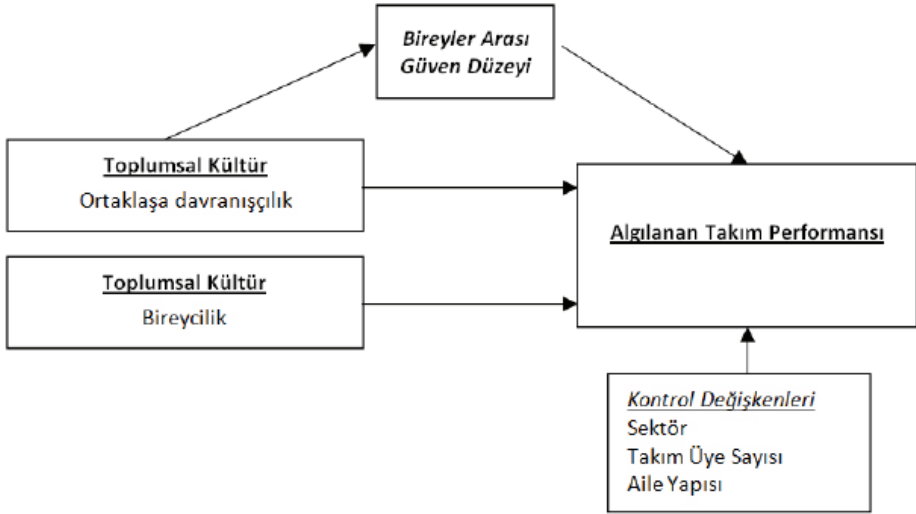 Bireyler Arası
Güven Düzeyi
Toplumsal Kültür
Ortaklaşa davranışçılık
Algılanan Takım Performansı
Toplumsal Kültür
Bireycilik
Kontrol Değişkenleri
Sektör
Takım Üye Sayısı
Aile Yapısı